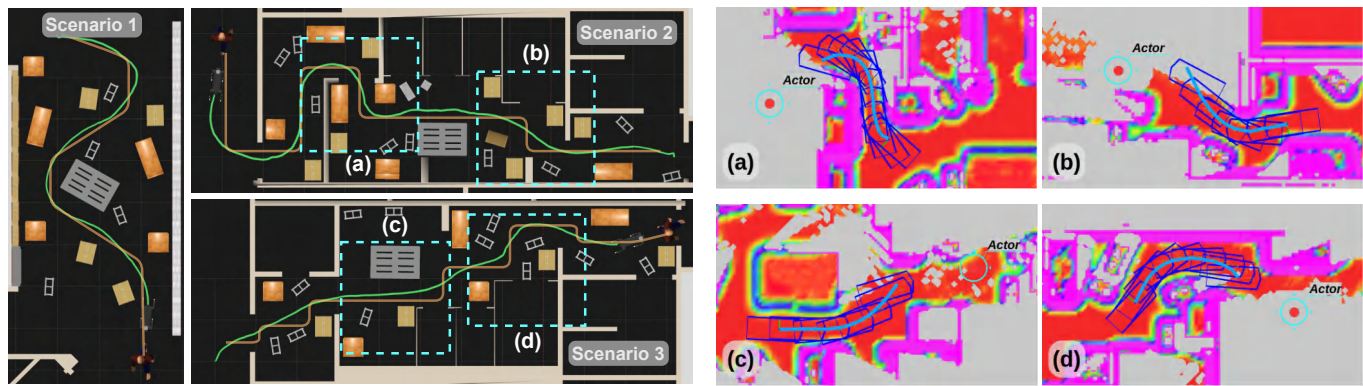 Scenario 1
Scenario 2
(b)
(a)
(c)
(d)
Scenario 3
Actor
(a)
Actor
(b)
Actor
(c)
Actor
(d)